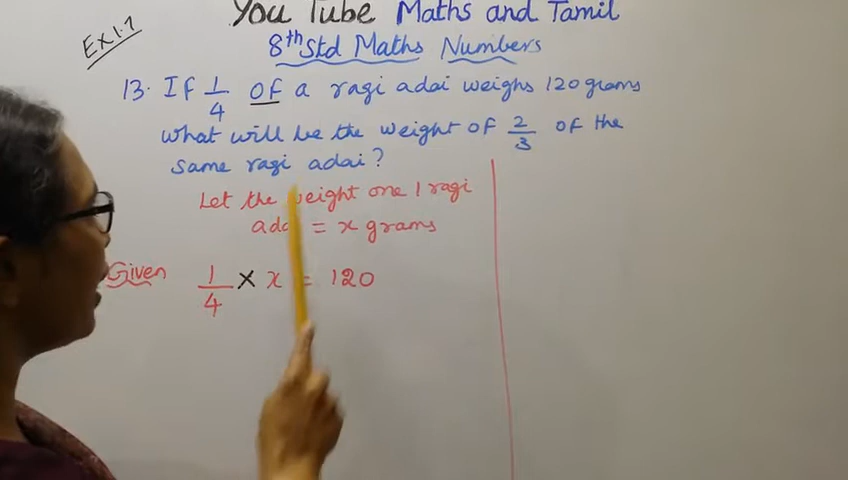 You Tube Maths and Tamil
Ex 1.7
8th Std Maths Numbers
13. If 1/4 of a ragi adai weighs 120 grams
what will be the weight of 2/3 of the
same ragi adai?
Let the weight one 1 ragi
adai = x grams
Given 1/4 × x = 120